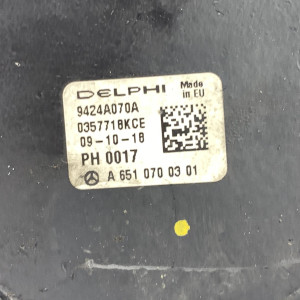 DELPHI
Made in EU
9424A070A
0357718KCE
09-10-18
PH 0017
A 651 070 03 01